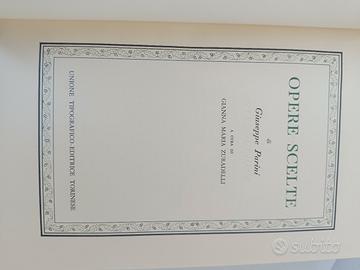 OPERE SCELTE
di
Giuseppe Parini
A CURA DI
GIANNA MARIA ZURADELLI
UNIONE TIPOGRAFICO-EDITRICE TORINESE
subito